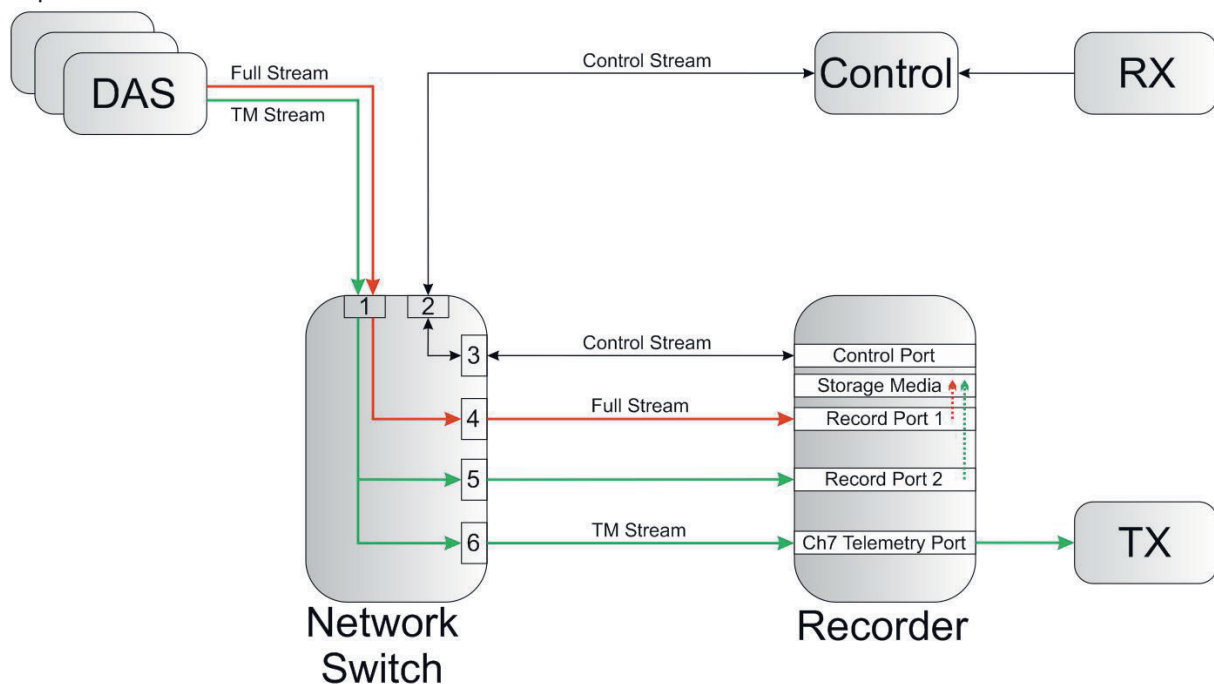 DAS
Full Stream
TM Stream
Control Stream
Control
RX
1
2
3
Control Stream
Control Port
Storage Media
4
Full Stream
Record Port 1
5
Record Port 2
6
TM Stream
Ch7 Telemetry Port
TX
Network
Switch
Recorder